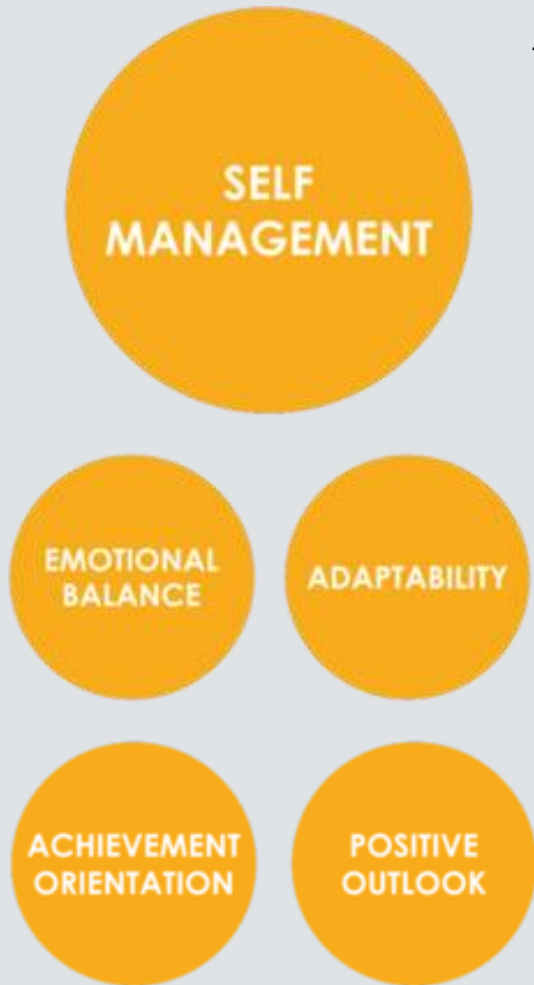 SELF
MANAGEMENT
EMOTIONAL
BALANCE
ADAPTABILITY
ACHIEVEMENT
ORIENTATION
POSITIVE
OUTLOOK